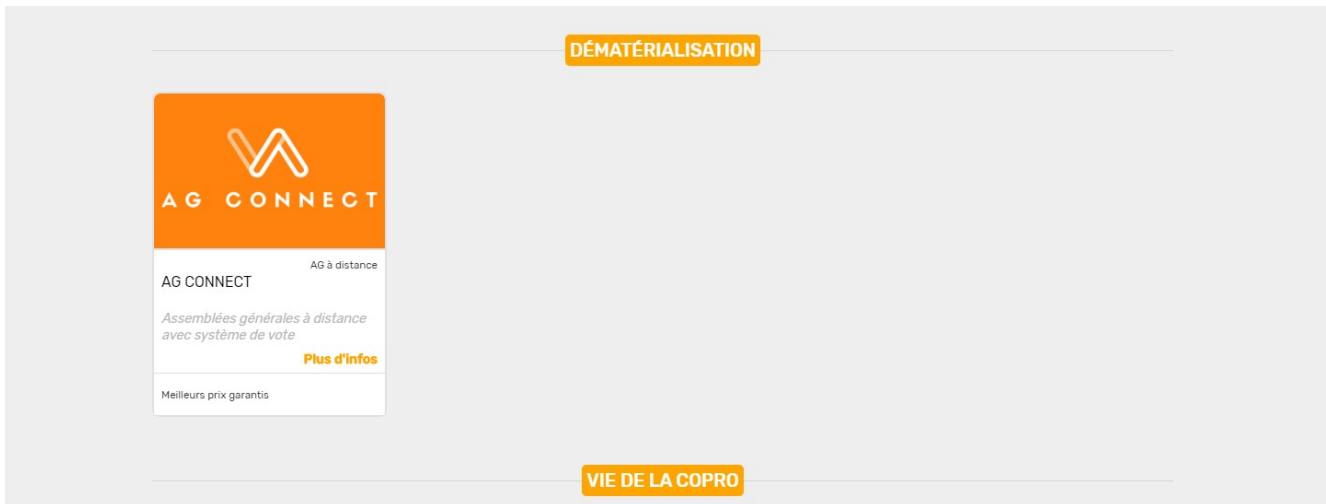 DÉMATÉRIALISATION
AG CONNECT
AG à distance
AG CONNECT
Assemblées générales à distance
avec système de vote
Plus d'infos
Meilleurs prix garantis
VIE DE LA COPRO